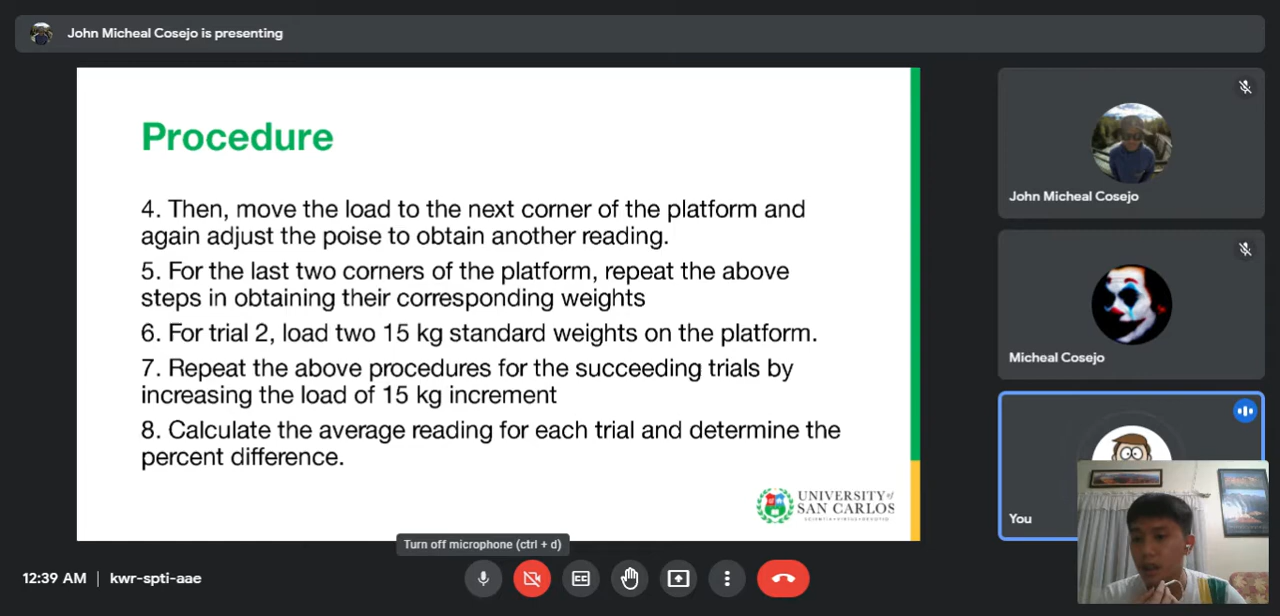 John Micheal Cosejo is presenting
Procedure
4. Then, move the load to the next corner of the platform and
again adjust the poise to obtain another reading.
5. For the last two corners of the platform, repeat the above
steps in obtaining their corresponding weights
6. For trial 2, load two 15 kg standard weights on the platform.
7. Repeat the above procedures for the succeeding trials by
increasing the load of 15 kg increment
8. Calculate the average reading for each trial and determine the
percent difference.
UNIVERSITY of
SAN CARLOS
SCIENTIA • VIRTUS • DEVOTIO
John Micheal Cosejo
Micheal Cosejo
You
Turn off microphone (ctrl + d)
12:39 AM | kwr-spti-aae